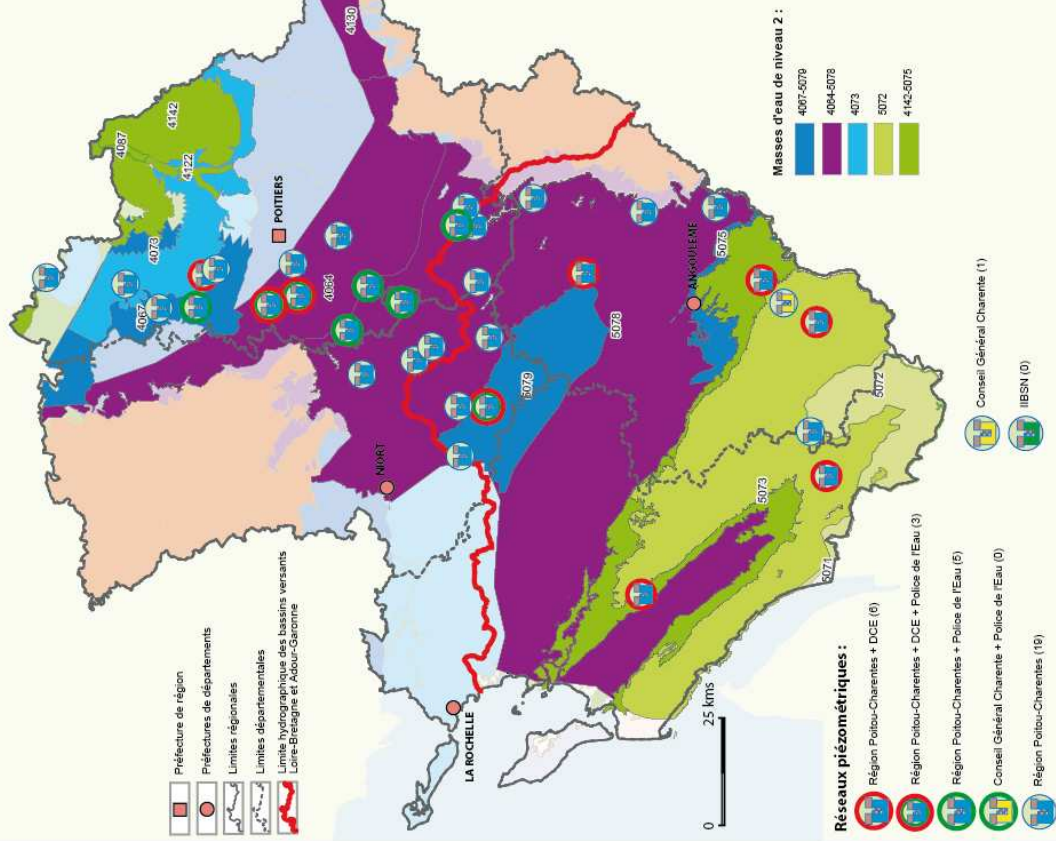 Préfecture de région
Préfectures de départements
Limites régionales
Limites départementales
Limite hydrographique des bassins versants
Loire-Bretagne et Adour-Garonne
4130
4087
4142
4122
4073
4067
POITIERS
4064
NIORT
LA ROCHELLE
5079
5078
ANGOULEME
5075
5073
5072
5071
0
25 kms
Masses d'eau de niveau 2 :
4067-5079
4064-5078
4073
5072
4142-5075
Réseaux piézométriques :
Région Poitou-Charentes + DCE (6)
Région Poitou-Charentes + DCE + Police de l'Eau (3)
Région Poitou-Charentes + Police de l'Eau (5)
Conseil Général Charente + Police de l'Eau (0)
Région Poitou-Charentes (19)
Conseil Général Charente (1)
IIBSN (0)